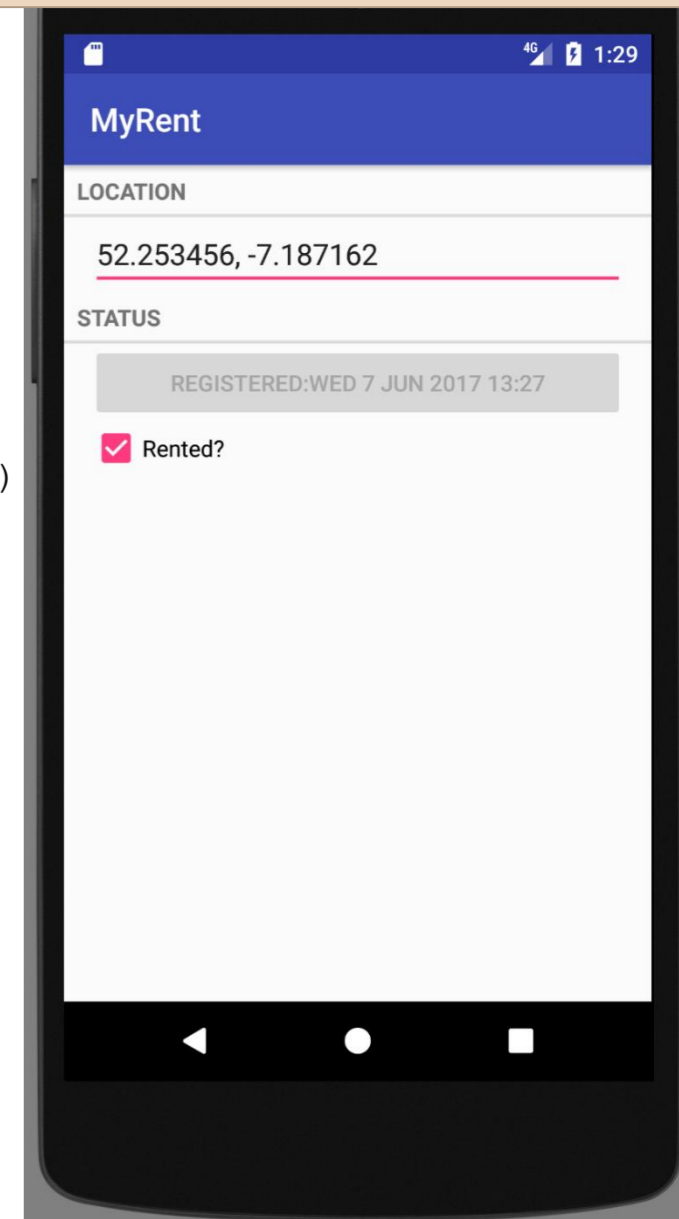 4G 1:29
MyRent
LOCATION
52.253456, -7.187162
STATUS
REGISTERED:WED 7 JUN 2017 13:27
Rented?
)